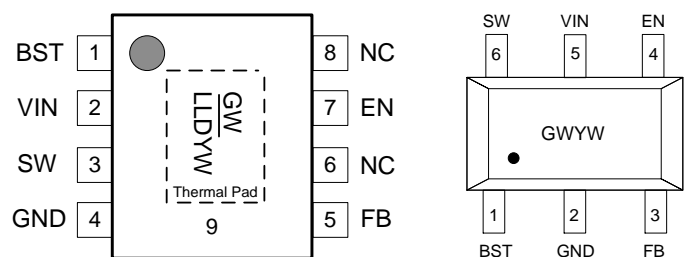 BST 1
VIN 2
SW 3
GND 4
8 NC
7 EN
6 NC
5 FB
GW
LLDYW
Thermal Pad
9
SW VIN EN
6 5 4
GWYW
1 2 3
BST GND FB